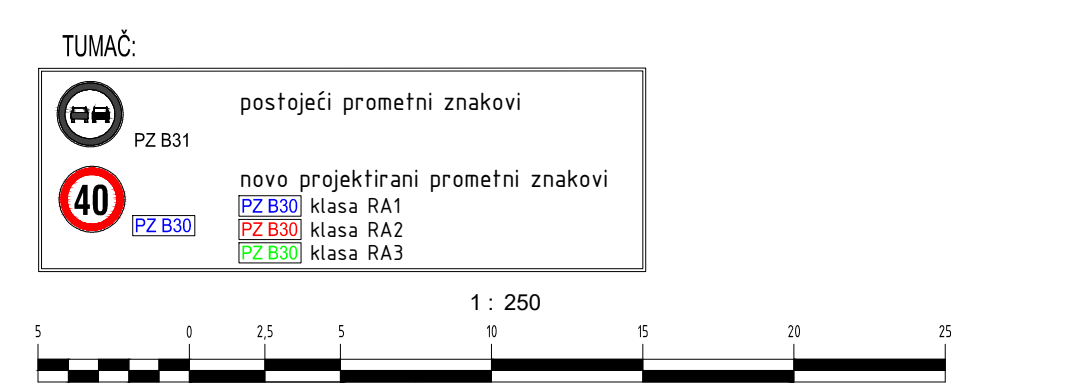 TUMAČ:
postojeći prometni znakovi
PZ B31
40
PZ B30
novo projektirani prometni znakovi
PZ B30 klasa RA1
PZ B30 klasa RA2
PZ B30 klasa RA3
1 : 250
5 0 2,5 5 10 15 20 25